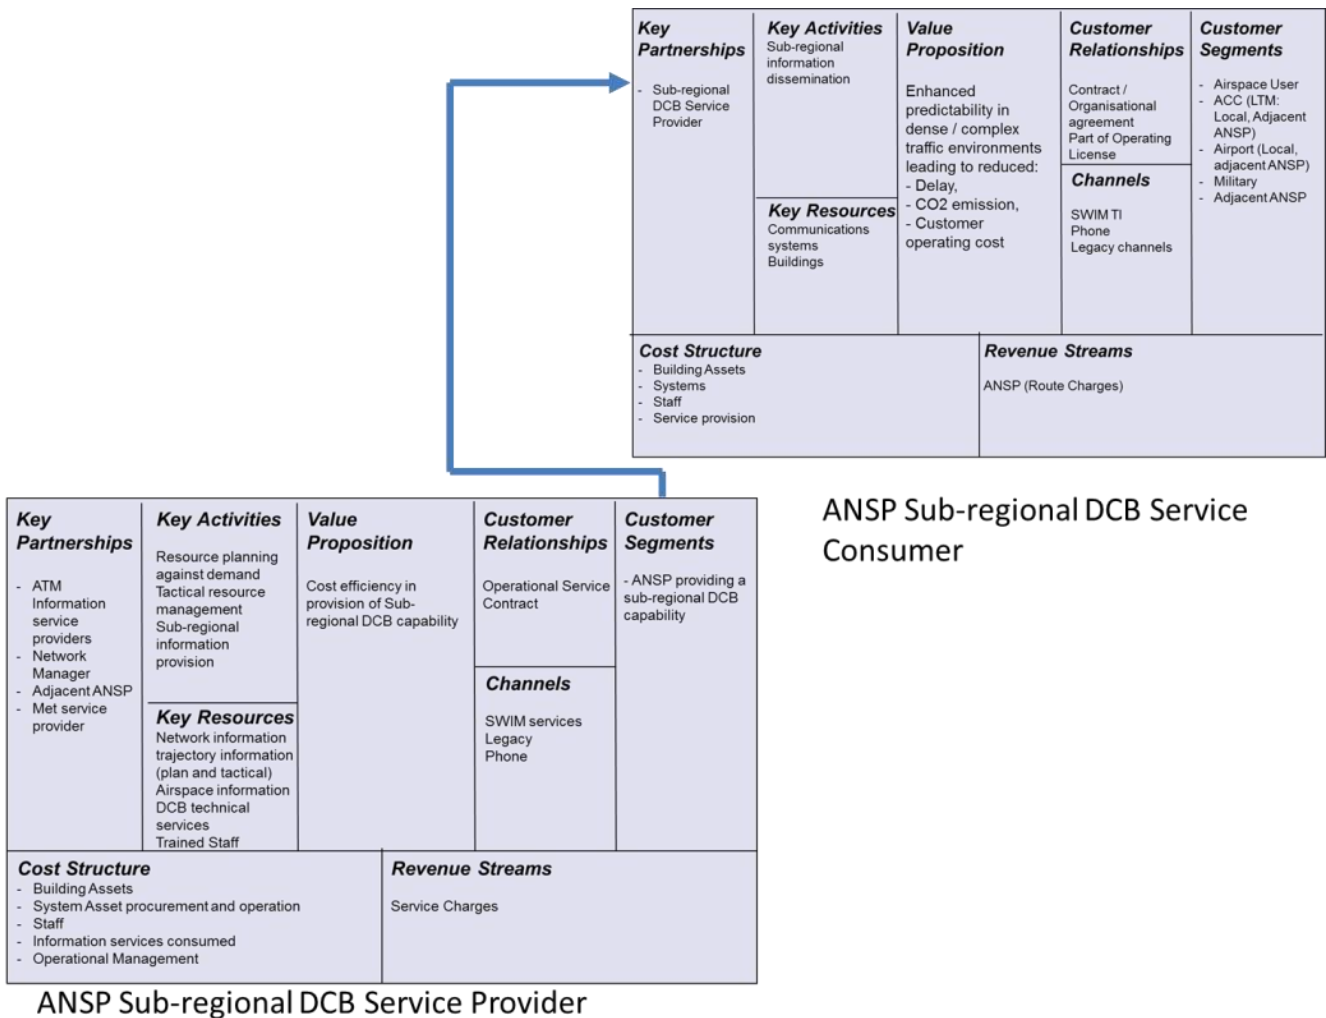 Key
Partnerships
- Sub-regional
DCB Service
Provider
Key Activities
Sub-regional
information
dissemination
Key Resources
Communications
systems
Buildings
Value
Proposition
Enhanced
predictability in
dense / complex
traffic environments
leading to reduced:
- Delay,
- CO2 emission,
- Customer
operating cost
Customer
Relationships
Contract /
Organisational
agreement
Part of Operating
License
Channels
SWIM TI
Phone
Legacy channels
Customer
Segments
- Airspace User
- ACC (LTM:
Local, Adjacent
ANSP)
- Airport (Local,
adjacent ANSP)
- Military
- Adjacent ANSP
Cost Structure
- Building Assets
- Systems
- Staff
- Service provision
Revenue Streams
ANSP (Route Charges)
ANSP Sub-regional DCB Service
Consumer
Key
Partnerships
- ATM
Information
service
providers
- Network
Manager
- Adjacent ANSP
- Met service
provider
Key Activities
Resource planning
against demand
Tactical resource
management
Sub-regional
information
provision
Key Resources
Network information
trajectory information
(plan and tactical)
Airspace information
DCB technical
services
Trained Staff
Value
Proposition
Cost efficiency in
provision of Sub-
regional DCB capability
Customer
Relationships
Operational Service
Contract
Channels
SWIM services
Legacy
Phone
Customer
Segments
- ANSP providing a
sub-regional DCB
capability
Cost Structure
- Building Assets
- System Asset procurement and operation
- Staff
- Information services consumed
- Operational Management
Revenue Streams
Service Charges
ANSP Sub-regional DCB Service Provider